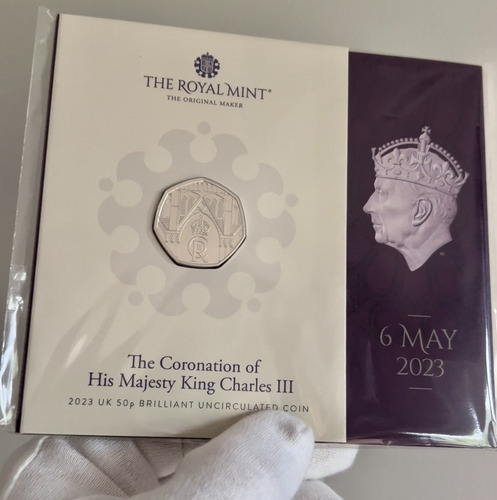 THE ROYAL MINT®
THE ORIGINAL MAKER
The Coronation of
His Majesty King Charles III
2023 UK 50p BRILLIANT UNCIRCULATED COIN
6 MAY
2023